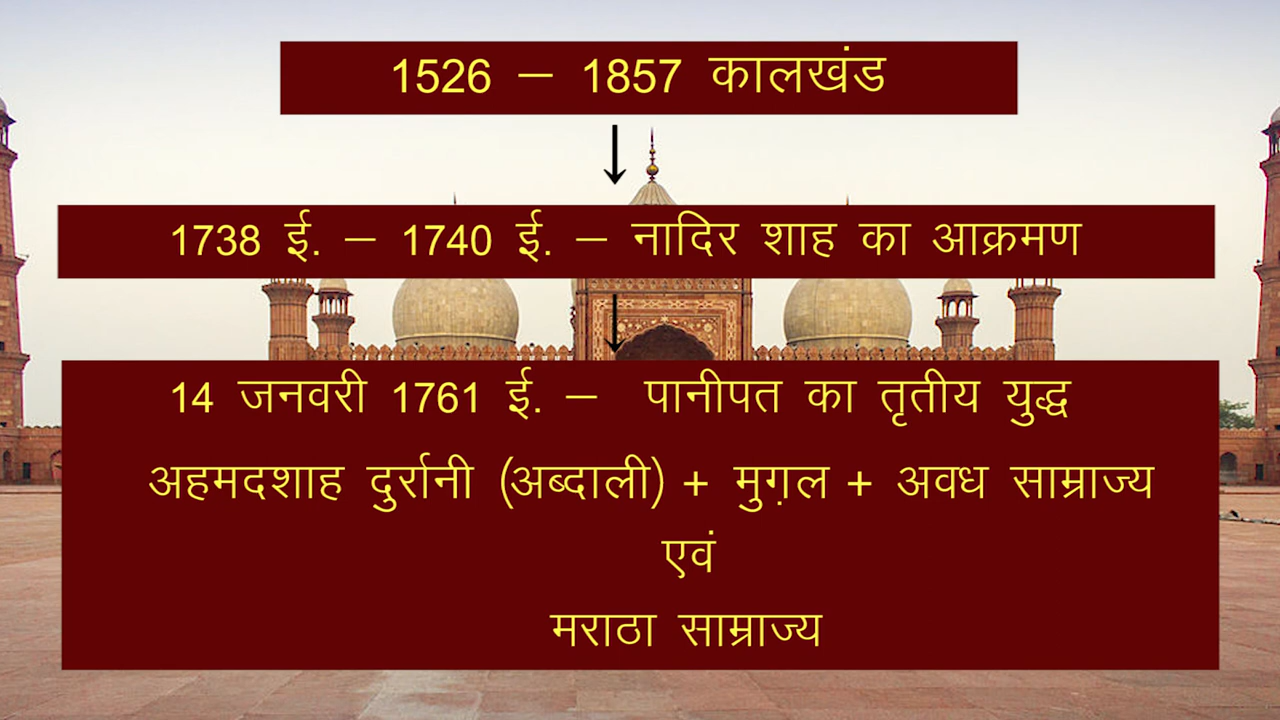 1526 – 1857 कालखंड
1738 ई. – 1740 ई. – नादिर शाह का आक्रमण
14 जनवरी 1761 ई. – पानीपत का तृतीय युद्ध
अहमदशाह दुर्रानी (अब्दाली) + मुग़ल + अवध साम्राज्य
एवं
मराठा साम्राज्य